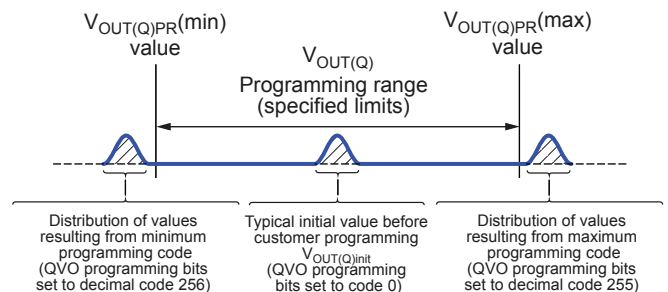 VOUT(Q)PR(min)
value
VOUT(Q)PR(max)
value
VOUT(Q)
Programming range
(specified limits)
Distribution of values
resulting from minimum
programming code
(QVO programming bits
set to decimal code 256)
Typical initial value before
customer programming
VOUT(Q)init
(QVO programming
bits set to code 0)
Distribution of values
resulting from maximum
programming code
(QVO programming bits
set to decimal code 255)